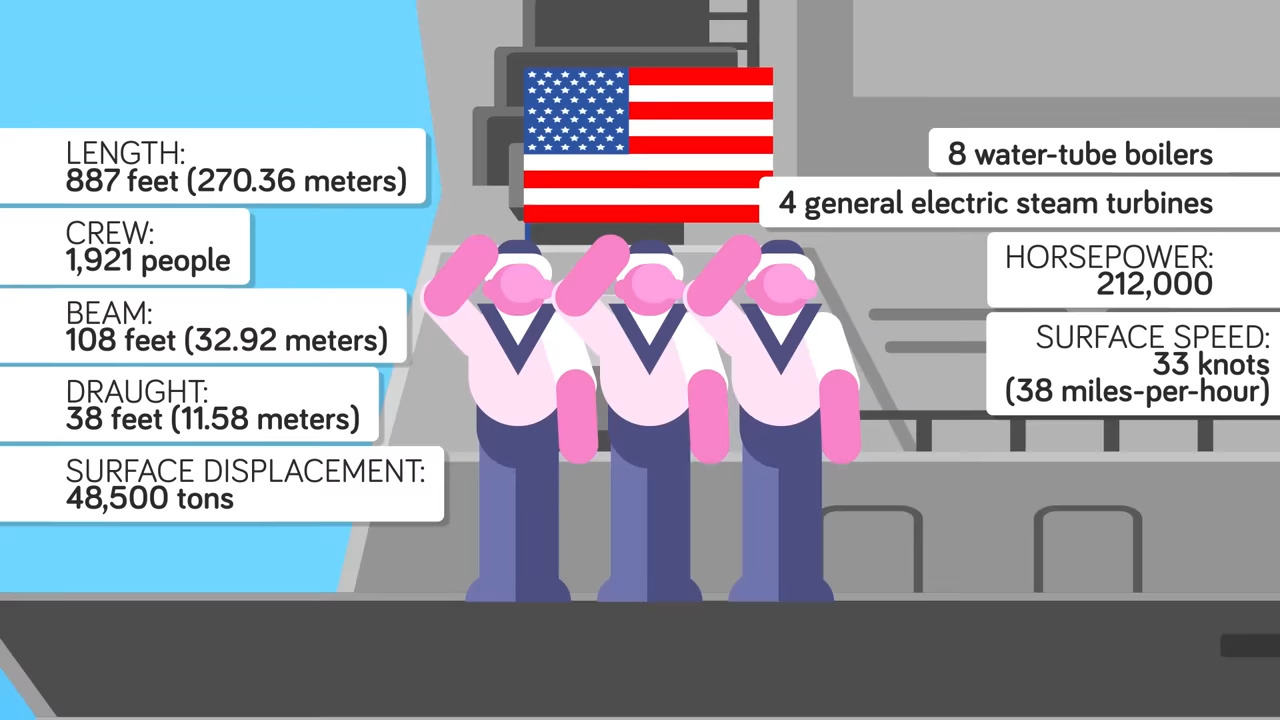 LENGTH:
887 feet (270.36 meters)
CREW:
1,921 people
BEAM:
108 feet (32.92 meters)
DRAUGHT:
38 feet (11.58 meters)
SURFACE DISPLACEMENT:
48,500 tons
8 water-tube boilers
4 general electric steam turbines
HORSEPOWER:
212,000
SURFACE SPEED:
33 knots
(38 miles-per-hour)